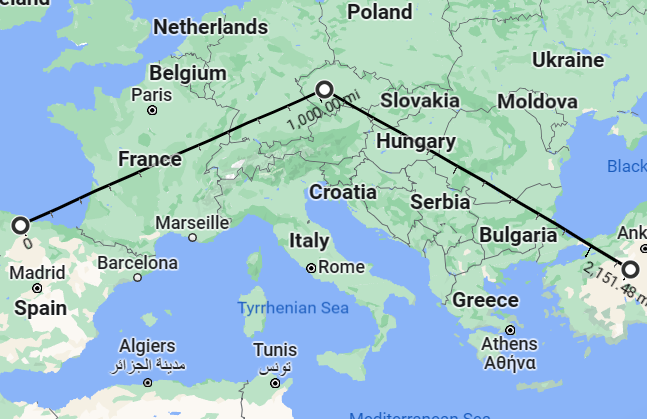 Poland
Netherlands
Ukraine
Belgium
Paris
Slovakia
Moldova
1,000.00 mi
Hungary
France
Black
Croatia
Serbia
Marseille
Bulgaria
Ank
Italy
0
Barcelona
Rome
Madrid
2,151.48 m
Spain
Greece
Tyrrhenian Sea
Algiers
Athens
مدينة الجزائر
Tunis
Αθήνα
تونس
Mediterranean Sea